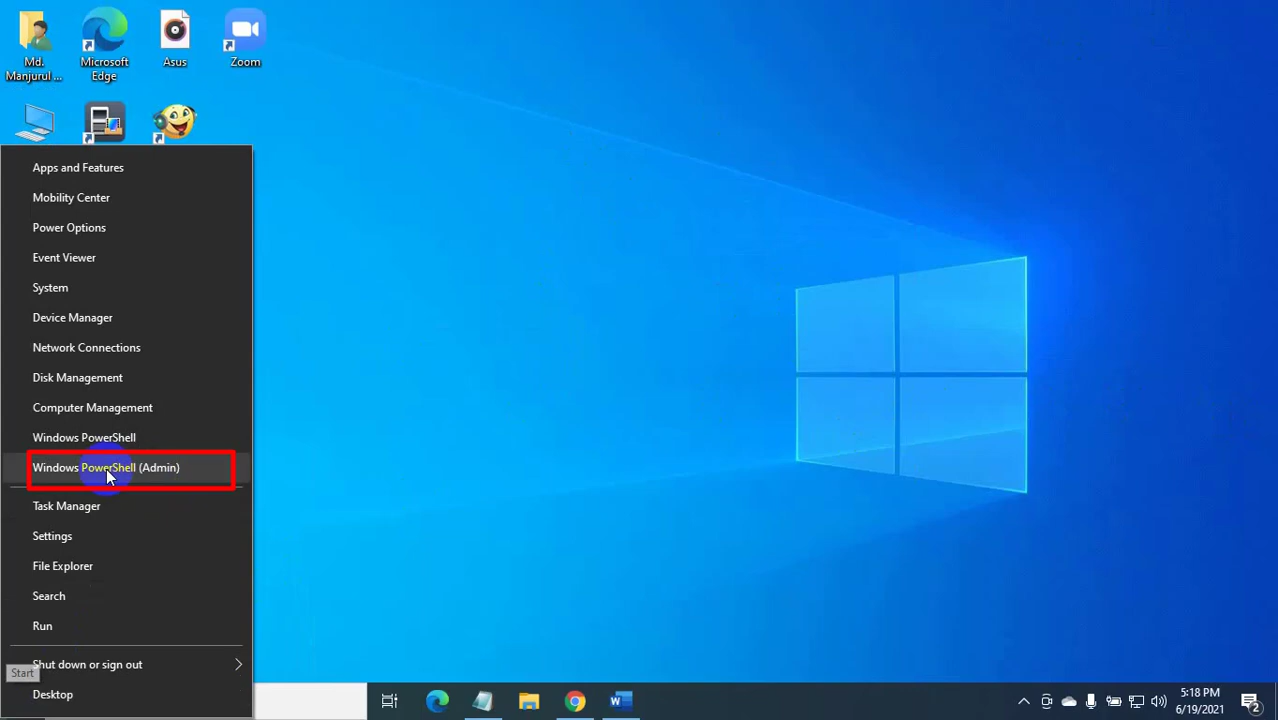 Md.
Manjurul ...
Microsoft
Edge
Asus
Zoom
Apps and Features
Mobility Center
Power Options
Event Viewer
System
Device Manager
Network Connections
Disk Management
Computer Management
Windows PowerShell
Windows PowerShell (Admin)
Task Manager
Settings
File Explorer
Search
Run
Shut down or sign out
Start
Desktop
5:18 PM
6/19/2021
2